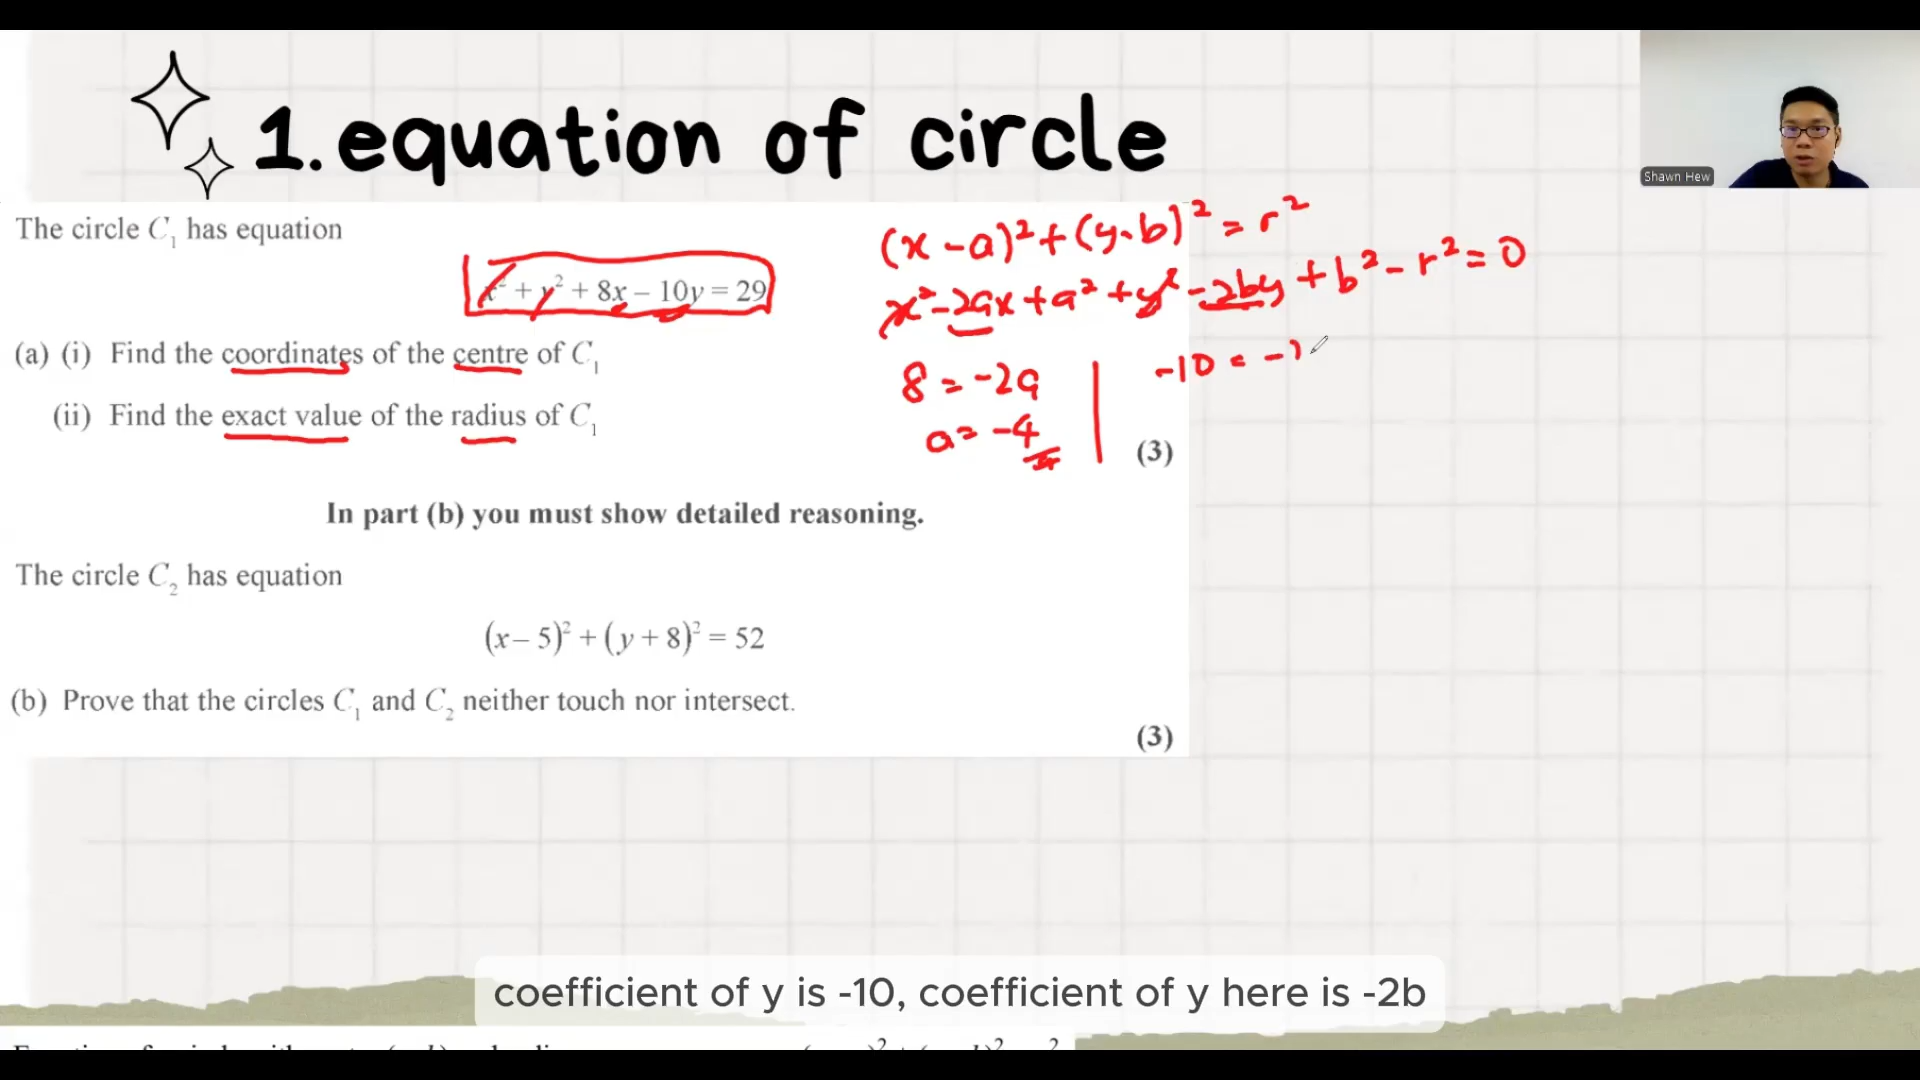 1. equation of circle
Shawn Hew
The circle C₁ has equation
x² + y² + 8x – 10y = 29
(a) (i) Find the coordinates of the centre of C₁
(ii) Find the exact value of the radius of C₁
(3)
(x - a)² + (y - b)² = r²
x² - 2ax + a² + y² - 2by + b² - r² = 0
8 = -2a
a = -4
-10 = -
In part (b) you must show detailed reasoning.
The circle C₂ has equation
(x – 5)² + (y + 8)² = 52
(b) Prove that the circles C₁ and C₂ neither touch nor intersect.
(3)
coefficient of y is -10, coefficient of y here is -2b